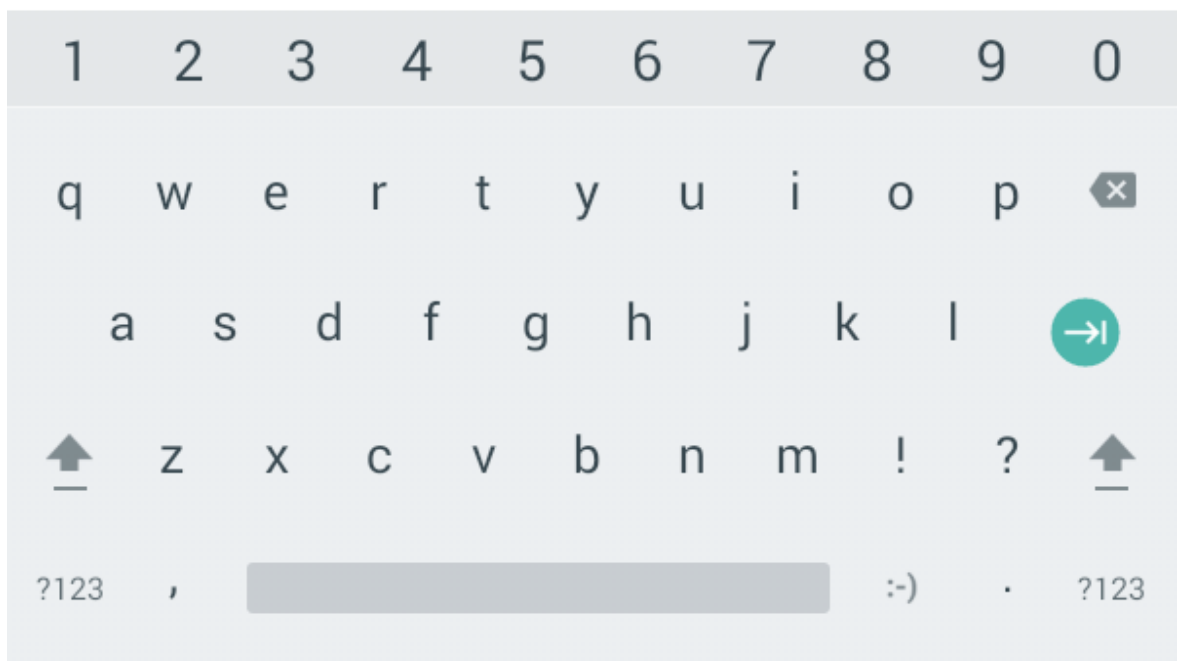 1 2 3 4 5 6 7 8 9 0
q w e r t y u i o p
a s d f g h j k l
z x c v b n m ! ?
?123 , :-) . ?123